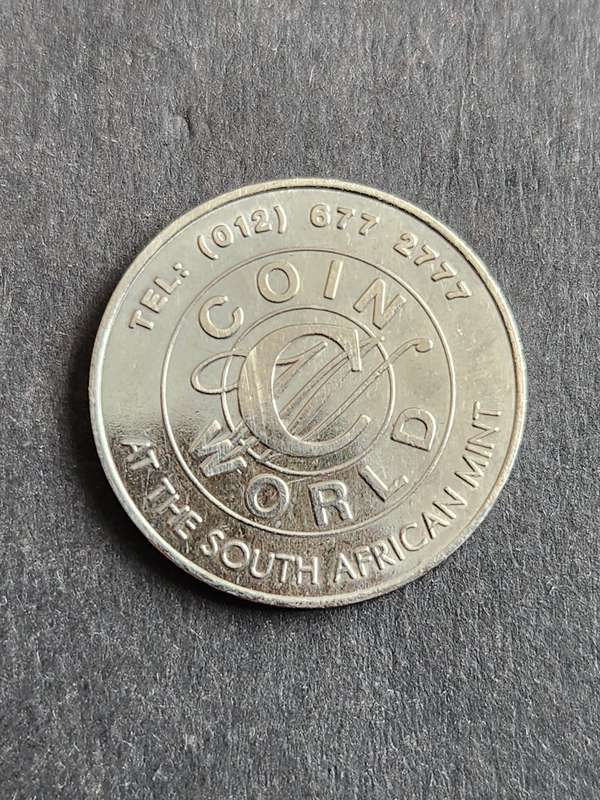 TEL: (012) 677 2777
COIN
C
WORLD
AT THE SOUTH AFRICAN MINT